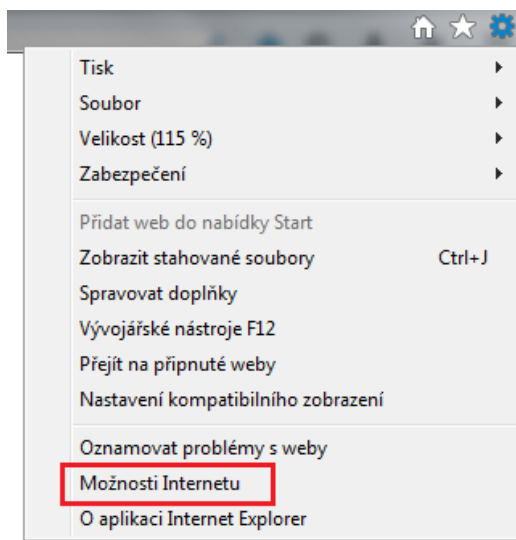 Tisk
Soubor
Velikost (115 %)
Zabezpečení
Přidat web do nabídky Start
Zobrazit stahované soubory Ctrl+J
Spravovat doplňky
Vývojářské nástroje F12
Přejít na připnuté weby
Nastavení kompatibilního zobrazení
Oznamovat problémy s weby
Možnosti Internetu
O aplikaci Internet Explorer